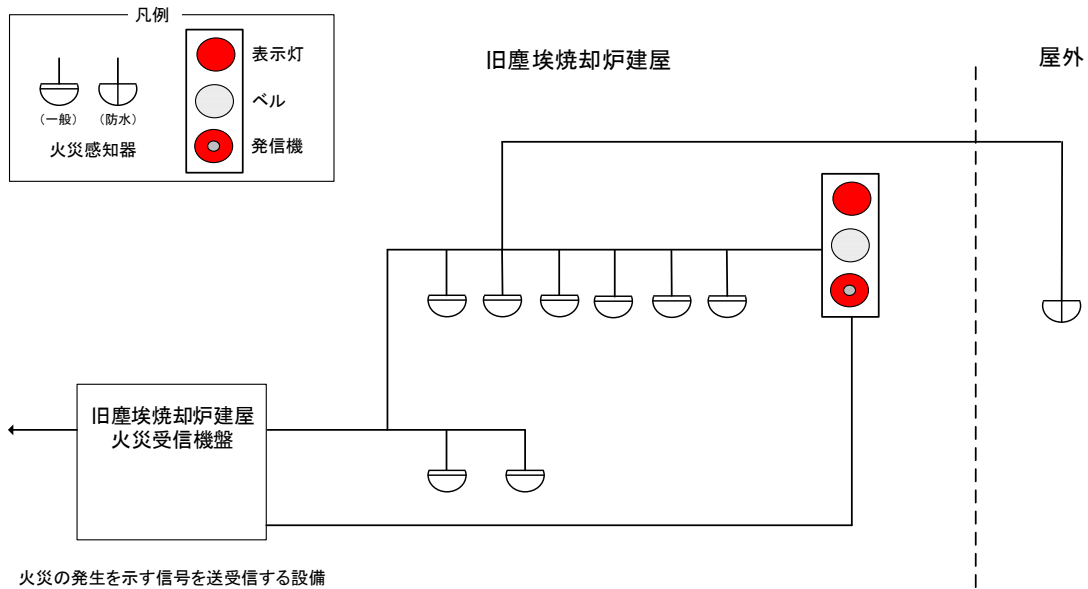 凡例
表示灯
ベル
発信機
（一般）
（防水）
火災感知器
旧塵埃焼却炉建屋
屋外
旧塵埃焼却炉建屋
火災受信機盤
火災の発生を示す信号を送受信する設備